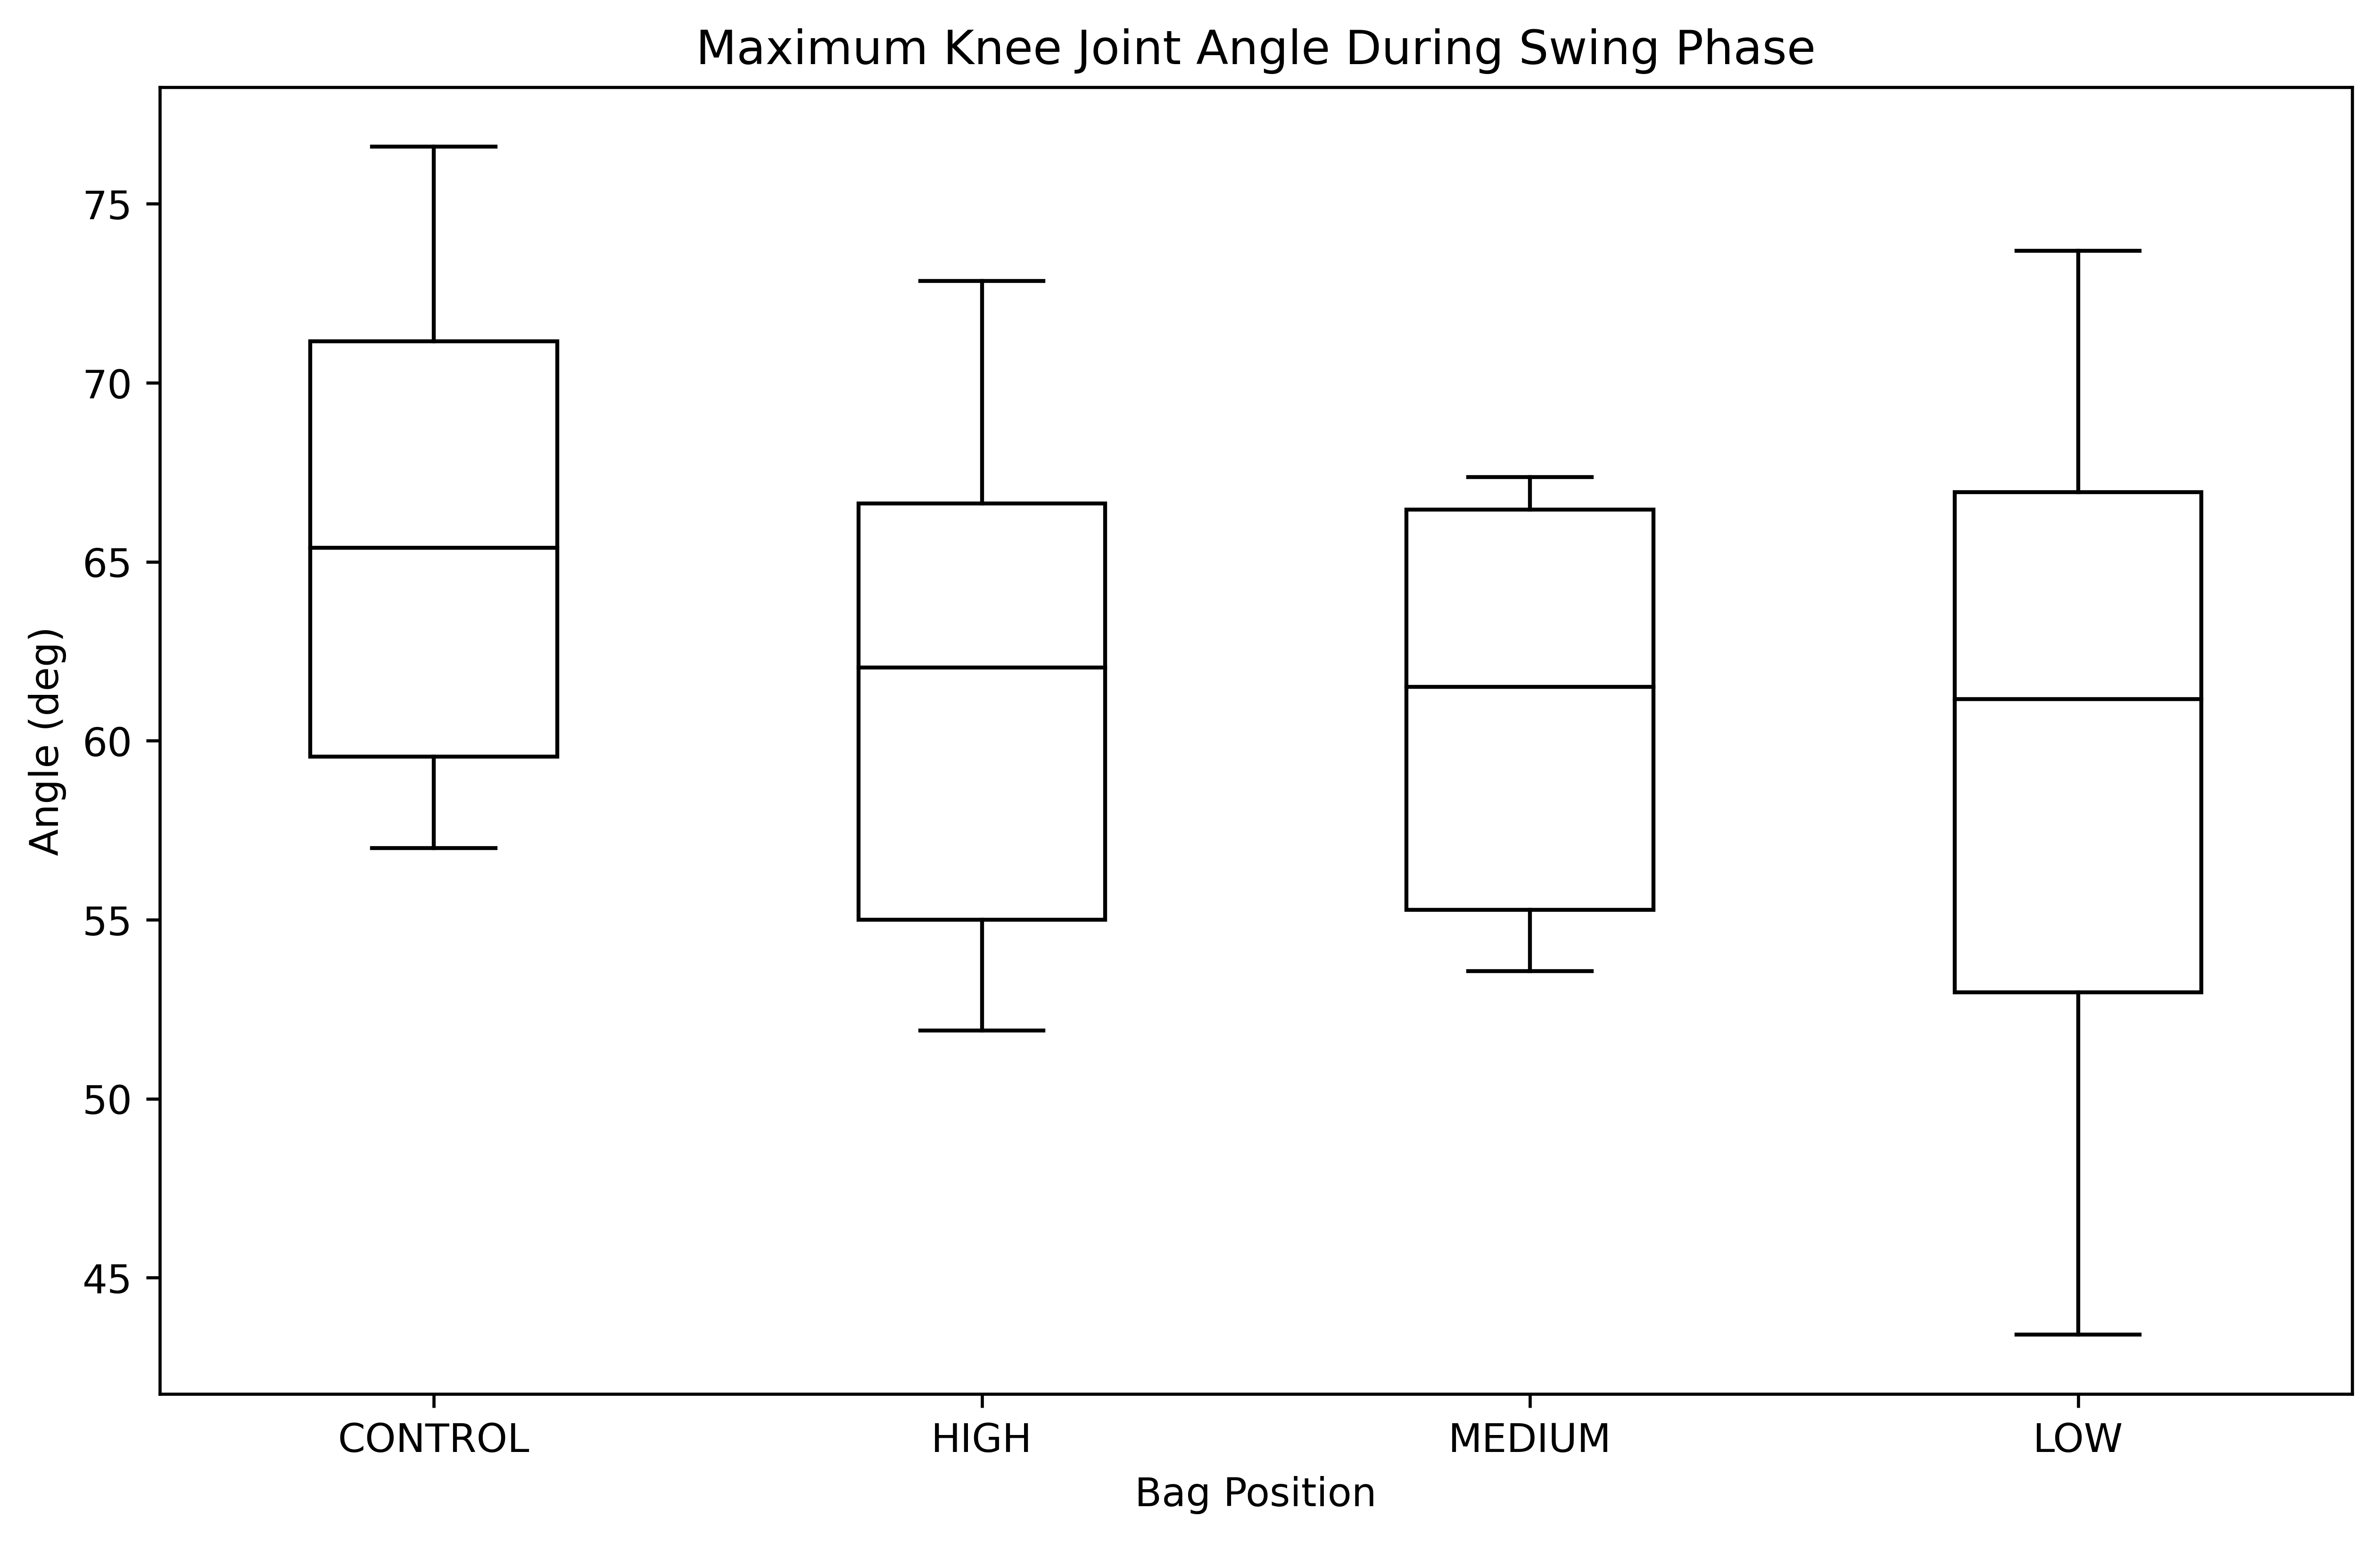 Maximum Knee Joint Angle During Swing Phase
75
70
65
60
55
50
45
Angle (deg)
CONTROL HIGH MEDIUM LOW
Bag Position